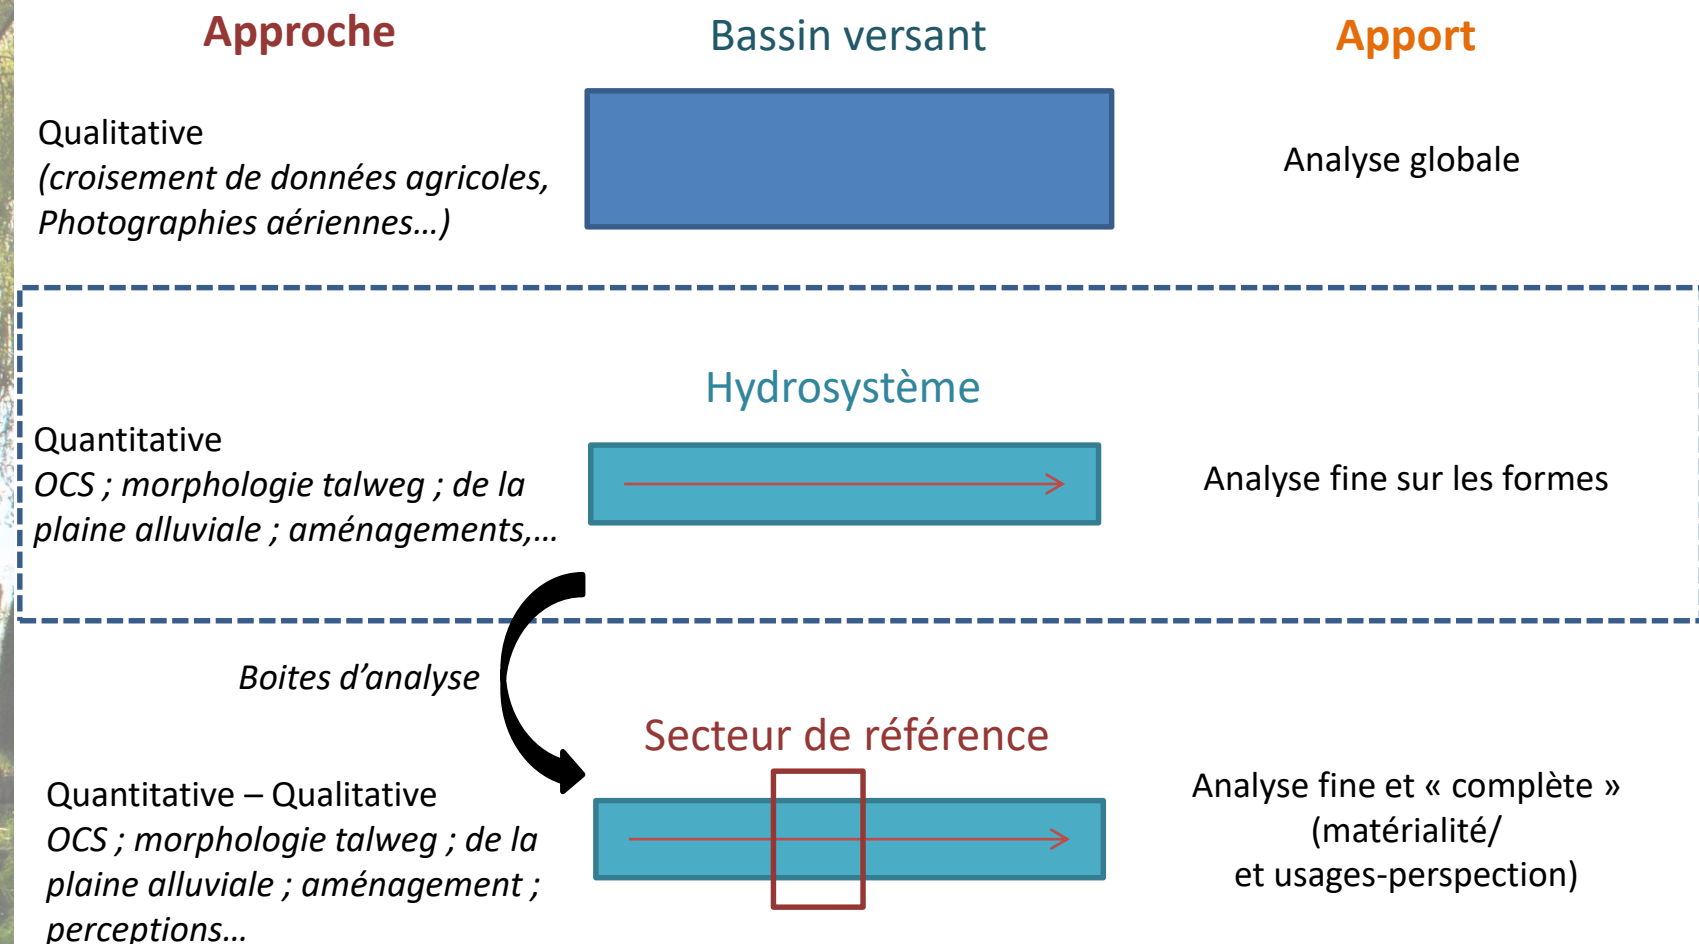 Approche
Bassin versant
Apport
Qualitative
(croisement de données agricoles,
Photographies aériennes…)
Analyse globale
Hydrosystème
Quantitative
OCS ; morphologie talweg ; de la
plaine alluviale ; aménagements,…
Analyse fine sur les formes
Boites d’analyse
Secteur de référence
Quantitative – Qualitative
OCS ; morphologie talweg ; de la
plaine alluviale ; aménagement ;
perceptions…
Analyse fine et « complète »
(matérialité/
et usages-perspection)